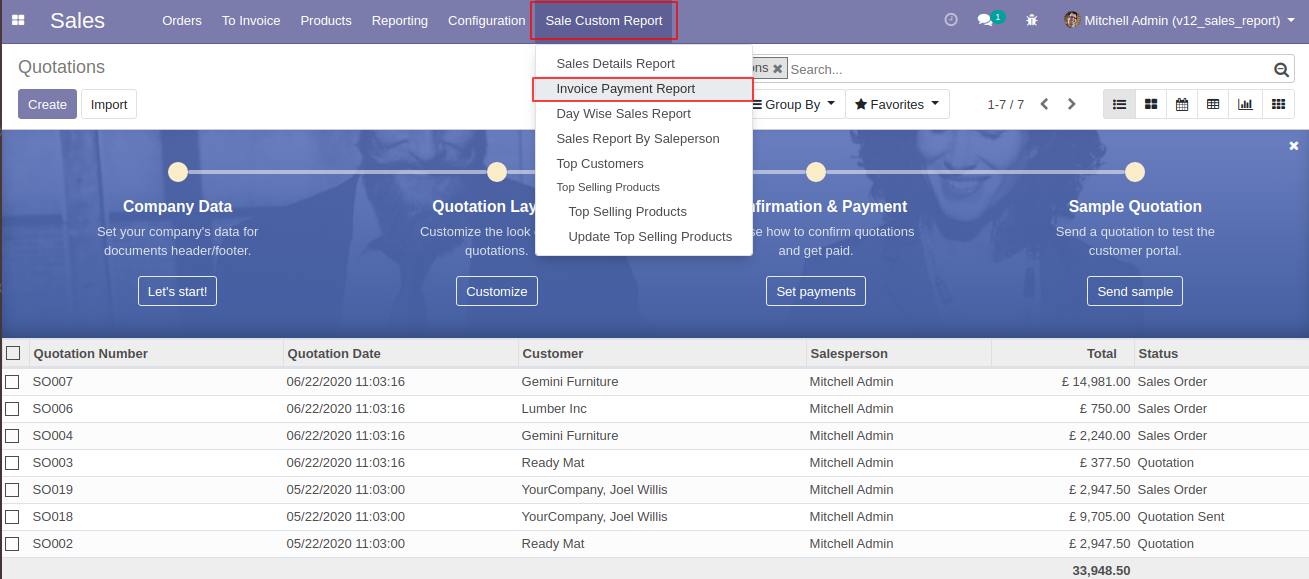 Sales Orders To Invoice Products Reporting Configuration Sale Custom Report 1 Mitchell Admin (v12_sales_report)
Quotations
ons Search...
Create Import
Group By Favorites 1-7 / 7
Sales Details Report
Invoice Payment Report
Day Wise Sales Report
Sales Report By Saleperson
Top Customers
Top Selling Products
Top Selling Products
Update Top Selling Products
Company Data
Set your company's data for
documents header/footer.
Let's start!
Quotation Lay
Customize the look
quotations.
Customize
nfirmation & Payment
se how to confirm quotations
and get paid.
Set payments
Sample Quotation
Send a quotation to test the
customer portal.
Send sample
Quotation Number Quotation Date Customer Salesperson Total Status
SO007 06/22/2020 11:03:16 Gemini Furniture Mitchell Admin £ 14,981.00 Sales Order
SO006 06/22/2020 11:03:16 Lumber Inc Mitchell Admin £ 750.00 Sales Order
SO004 06/22/2020 11:03:16 Gemini Furniture Mitchell Admin £ 2,240.00 Sales Order
SO003 06/22/2020 11:03:16 Ready Mat Mitchell Admin £ 377.50 Quotation
SO019 05/22/2020 11:03:00 YourCompany, Joel Willis Mitchell Admin £ 2,947.50 Sales Order
SO018 05/22/2020 11:03:00 YourCompany, Joel Willis Mitchell Admin £ 9,705.00 Quotation Sent
SO002 05/22/2020 11:03:00 Ready Mat Mitchell Admin £ 2,947.50 Quotation
33,948.50